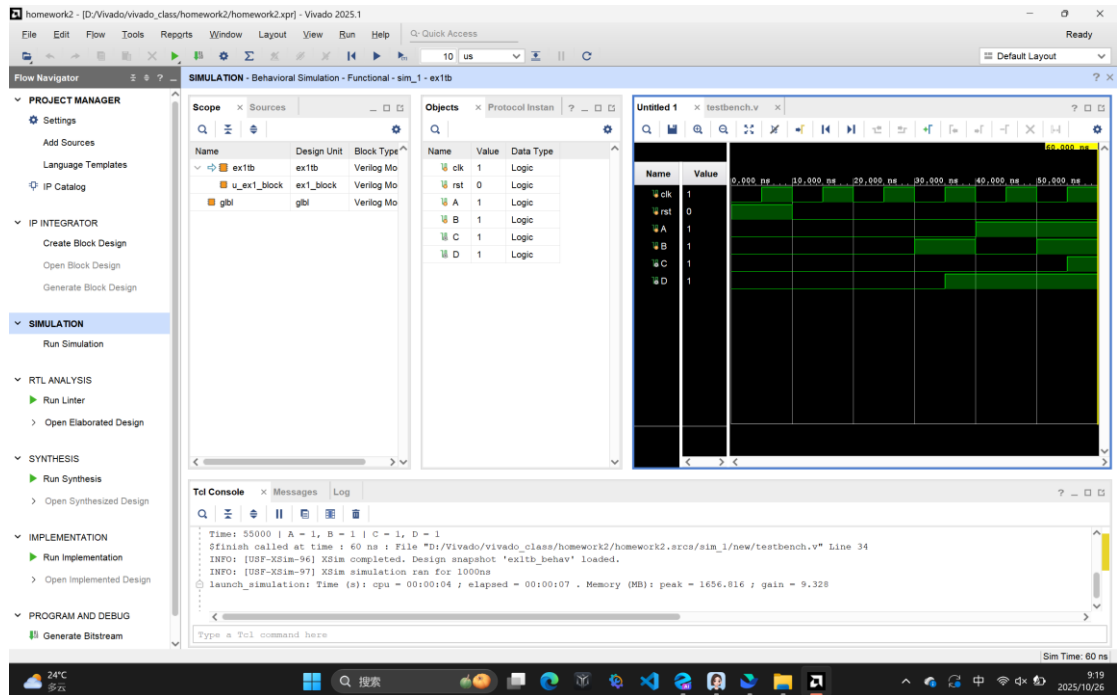 homework2 - [D:/Vivado/vivado_class/homework2/homework2.xpr] - Vivado 2025.1
File Edit Flow Tools Reports Window Layout View Run Help Q- Quick Access Ready
10 us Default Layout
Flow Navigator ? SIMULATION - Behavioral Simulation - Functional - sim_1 - ex1tb ?
PROJECT MANAGER
Settings
Add Sources
Language Templates
IP Catalog
IP INTEGRATOR
Create Block Design
Open Block Design
Generate Block Design
SIMULATION
Run Simulation
RTL ANALYSIS
Run Linter
Open Elaborated Design
SYNTHESIS
Run Synthesis
Open Synthesized Design
IMPLEMENTATION
Run Implementation
Open Implemented Design
PROGRAM AND DEBUG
Generate Bitstream
Scope Sources
Name Design Unit Block Type
ex1tb ex1tb Verilog Mo
u_ex1_block ex1_block Verilog Mo
glbl glbl Verilog Mo
Objects Protocol Instan ?
Name Value Data Type
clk 1 Logic
rst 0 Logic
A 1 Logic
B 1 Logic
C 1 Logic
D 1 Logic
Untitled 1 testbench.v ?
60.000 ns
Name Value
0.000 ns 10.000 ns 20.000 ns 30.000 ns 40.000 ns 50.000 ns
clk 1
rst 0
A 1
B 1
C 1
D 1
Tcl Console Messages Log ?
Time: 55000 | A = 1, B = 1 | C = 1, D = 1
$finish called at time : 60 ns : File "D:/Vivado/vivado_class/homework2/homework2.srcs/sim_1/new/testbench.v" Line 34
INFO: [USF-XSim-96] XSim completed. Design snapshot 'ex1tb_behav' loaded.
INFO: [USF-XSim-97] XSim simulation ran for 1000ns
launch_simulation: Time (s): cpu = 00:00:04 ; elapsed = 00:00:07 . Memory (MB): peak = 1656.816 ; gain = 9.328
Type a Tcl command here
Sim Time: 60 ns
24°C
多云
搜索
中
9:19
2025/10/26